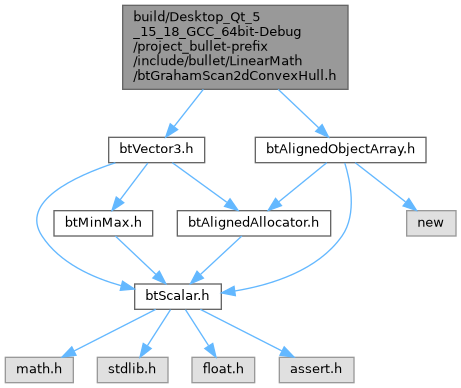 build/Desktop_Qt_5
_15_18_GCC_64bit-Debug
/project_bullet-prefix
/include/bullet/LinearMath
/btGrahamScan2dConvexHull.h
btVector3.h
btAlignedObjectArray.h
btMinMax.h
btAlignedAllocator.h
new
btScalar.h
math.h
stdlib.h
float.h
assert.h